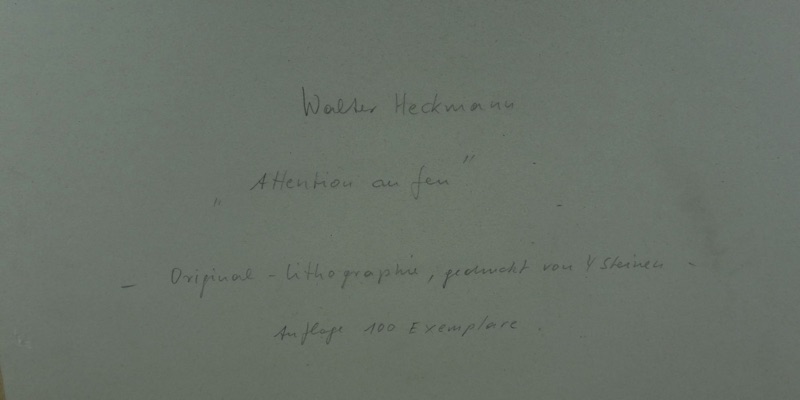 Walter Heckmann
„Attention au feu"
- Original-Lithographie, gedruckt von 4 Steinen -
Auflage 100 Exemplare.